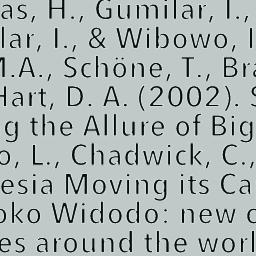 as, H., Gumilar, I.,
lar, I., & Wibowo, I
M.A., Schöne, T., Bra
Hart, D. A. (2002). S
g the Allure of Big
o, L., Chadwick, C.,
esia Moving its Ca
oko Widodo: new c
es around the worl